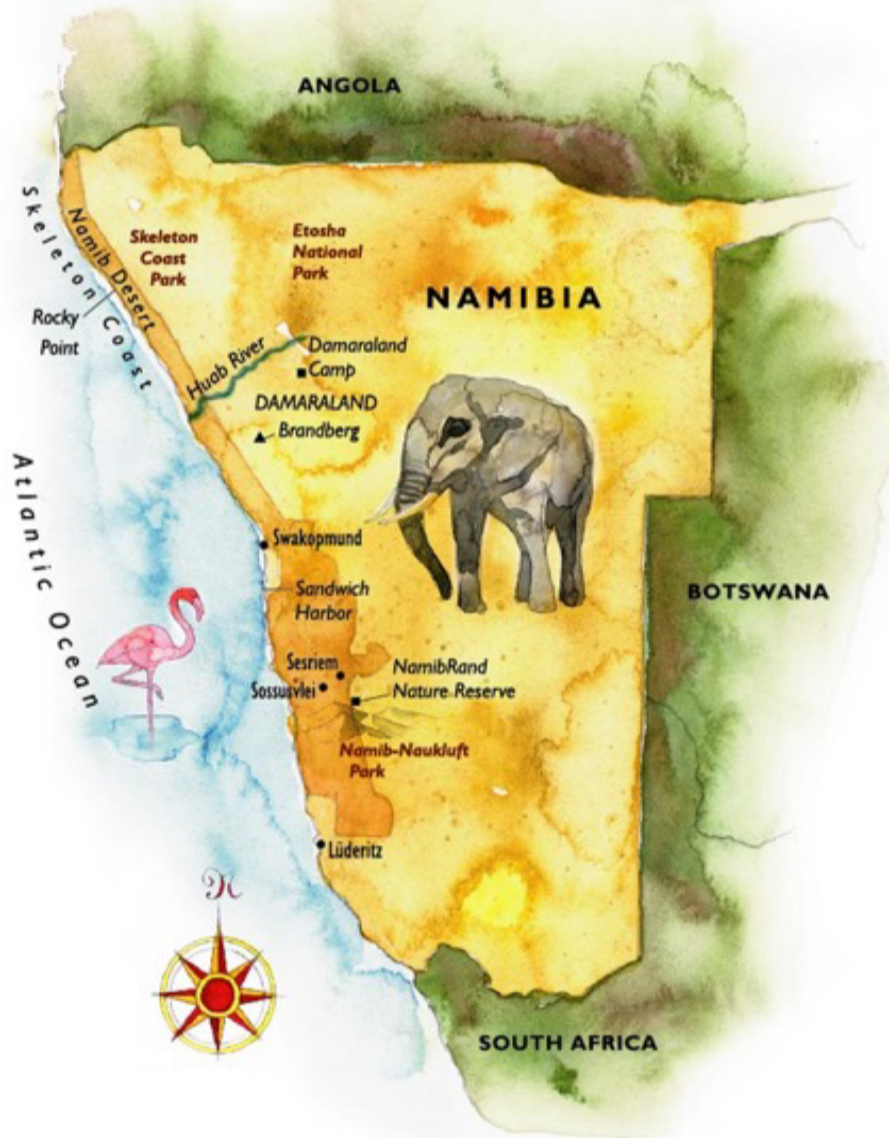 ANGOLA
Skeleton Coast
Namib Desert
Skeleton
Coast
Park
Etosha
National
Park
NAMIBIA
Rocky
Point
Huab River
Damaraland
Camp
DAMARALAND
Brandberg
Atlantic Ocean
Swakopmund
Sandwich
Harbor
BOTSWANA
Sesriem
Sossusvlei
NamibRand
Nature Reserve
Namib-Naukluft
Park
Lüderitz
N
SOUTH AFRICA